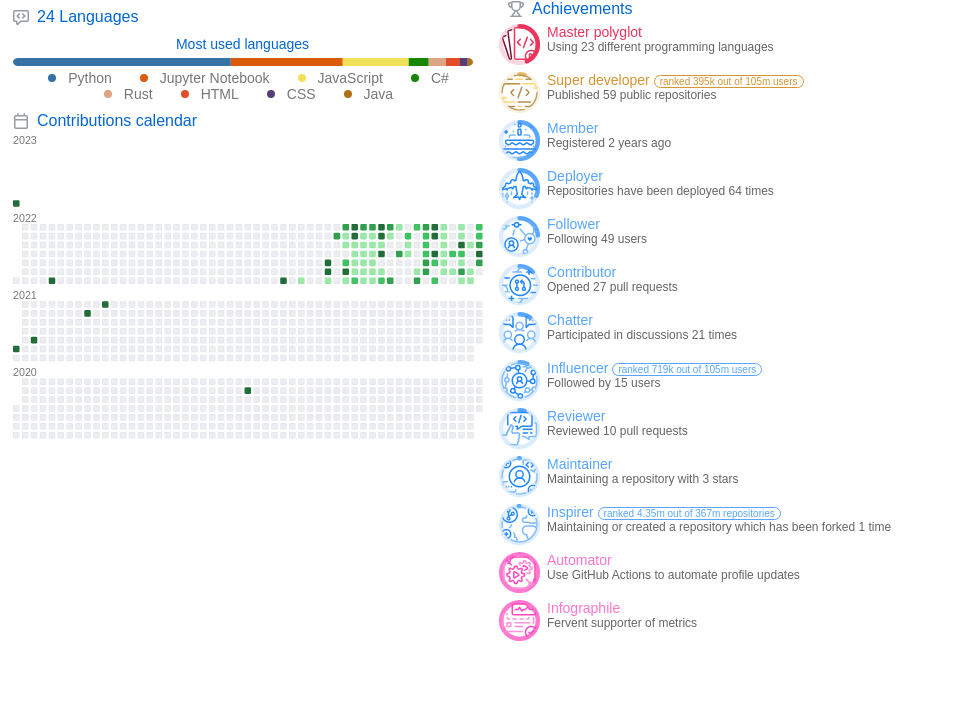 24 Languages
Most used languages
Python Jupyter Notebook JavaScript C#
Rust HTML CSS Java
Contributions calendar
2023
2022
2021
2020
Achievements
Master polyglot
Using 23 different programming languages
Super developer ranked 395k out of 105m users
Published 59 public repositories
Member
Registered 2 years ago
Deployer
Repositories have been deployed 64 times
Follower
Following 49 users
Contributor
Opened 27 pull requests
Chatter
Participated in discussions 21 times
Influencer ranked 719k out of 105m users
Followed by 15 users
Reviewer
Reviewed 10 pull requests
Maintainer
Maintaining a repository with 3 stars
Inspirer ranked 4.35m out of 367m repositories
Maintaining or created a repository which has been forked 1 time
Automator
Use GitHub Actions to automate profile updates
Infographile
Fervent supporter of metrics